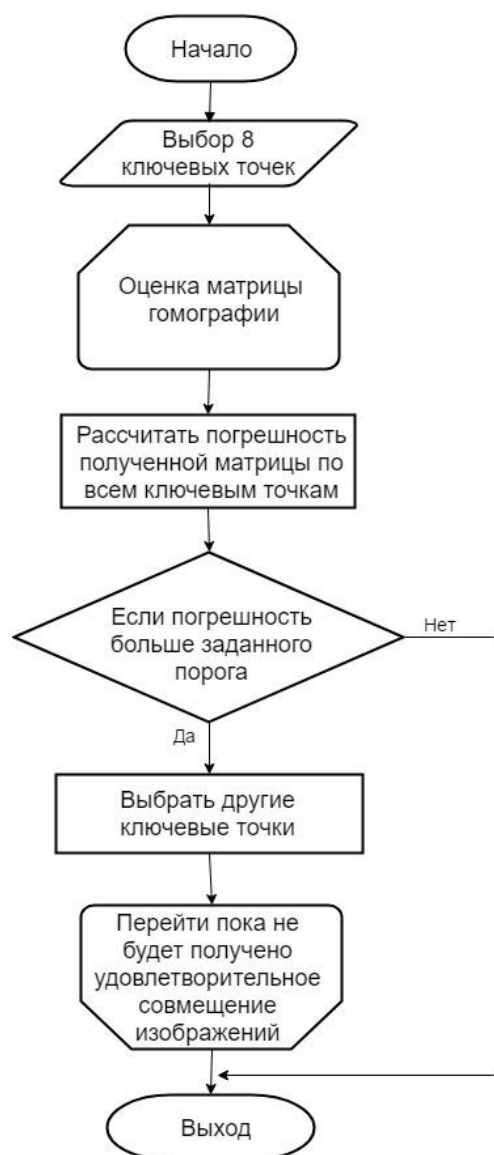 Начало
Выбор 8
ключевых точек
Оценка матрицы
гомографии
Рассчитать погрешность
полученной матрицы по
всем ключевым точкам
Если погрешность
больше заданного
порога
Нет
Да
Выбрать другие
ключевые точки
Перейти пока не
будет получено
удовлетворительное
совмещение
изображений
Выход